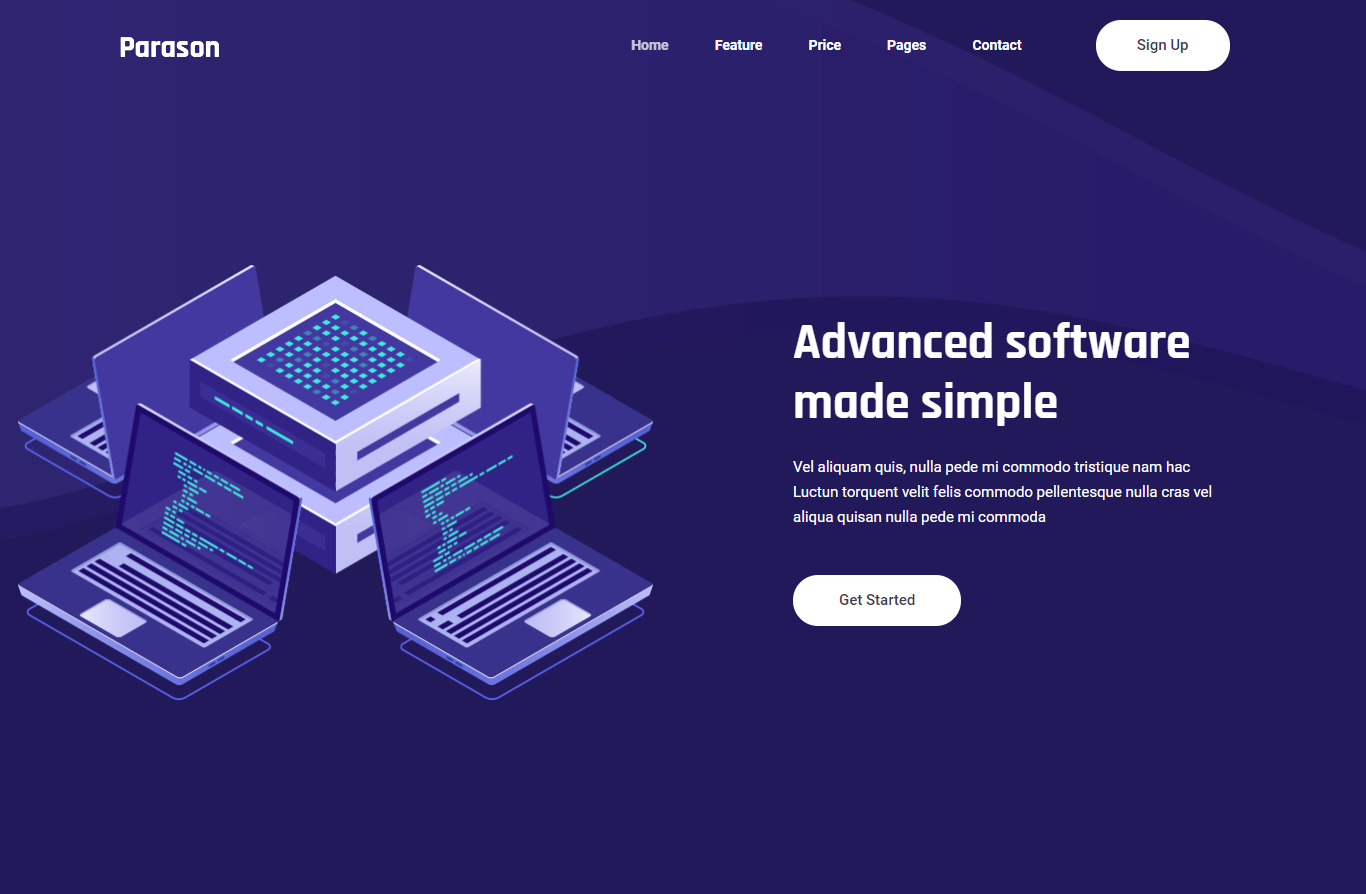 Parason
Home Feature Price Pages Contact Sign Up
Advanced software
made simple
Vel aliquam quis, nulla pede mi commodo tristique nam hac
Luctun torquent velit felis commodo pellentesque nulla cras vel
aliqua quisan nulla pede mi commoda
Get Started